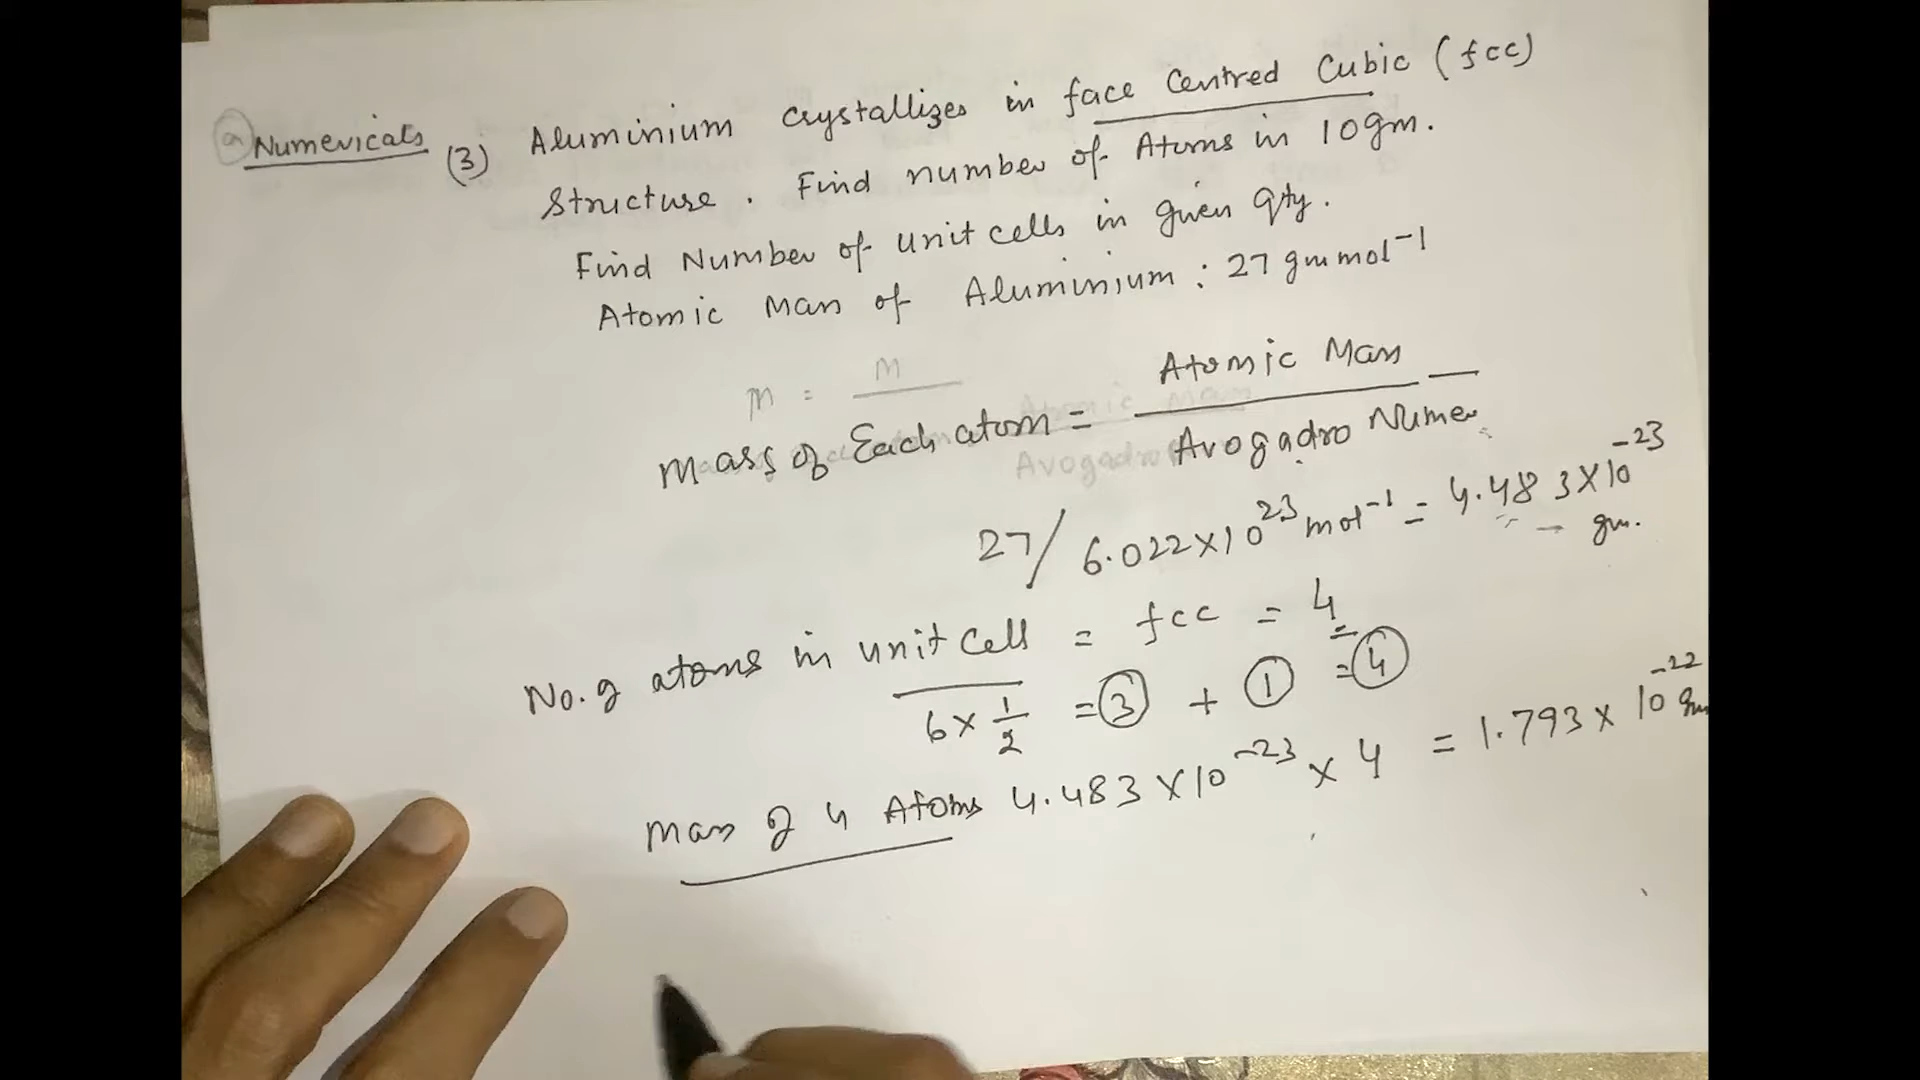 Numericals (3) Aluminium crystallizes in face Centred Cubic (fcc)
Structure. Find number of Atoms in 10gm.
Find Number of unit cells in given qty.
Atomic Mass of Aluminium : 27 gm mol⁻¹
m = M
Mass of Each atom = Atomic Mass
Avogadro Numer
27/6.022×10²³ mol⁻¹ = 4.483×10⁻²³
gm.
No. of atoms in unit Cell = fcc = 4
6 × 1/2 = 3 + 1 = 4
Mass of 4 Atoms 4.483×10⁻²³ × 4 = 1.793 × 10⁻²² gm